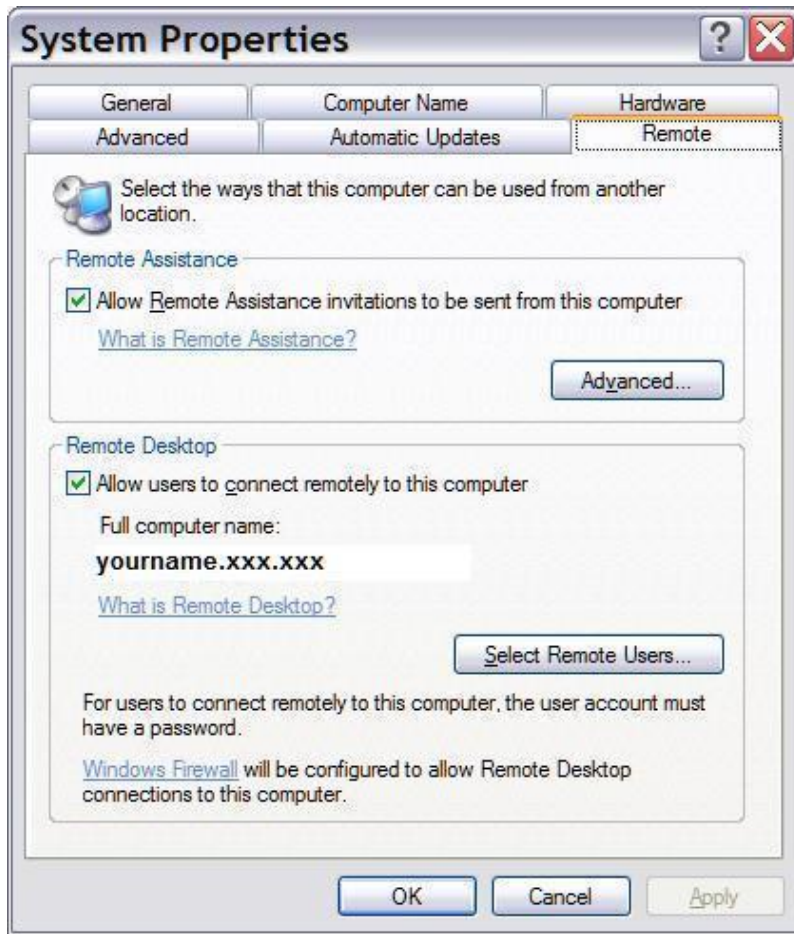 System Properties
?
General
Computer Name
Hardware
Advanced
Automatic Updates
Remote
Select the ways that this computer can be used from another
location.
Remote Assistance
Allow Remote Assistance invitations to be sent from this computer
What is Remote Assistance?
Advanced...
Remote Desktop
Allow users to connect remotely to this computer
Full computer name:
yourname.xxx.xxx
What is Remote Desktop?
Select Remote Users...
For users to connect remotely to this computer, the user account must
have a password.
Windows Firewall will be configured to allow Remote Desktop
connections to this computer.
OK
Cancel
Apply